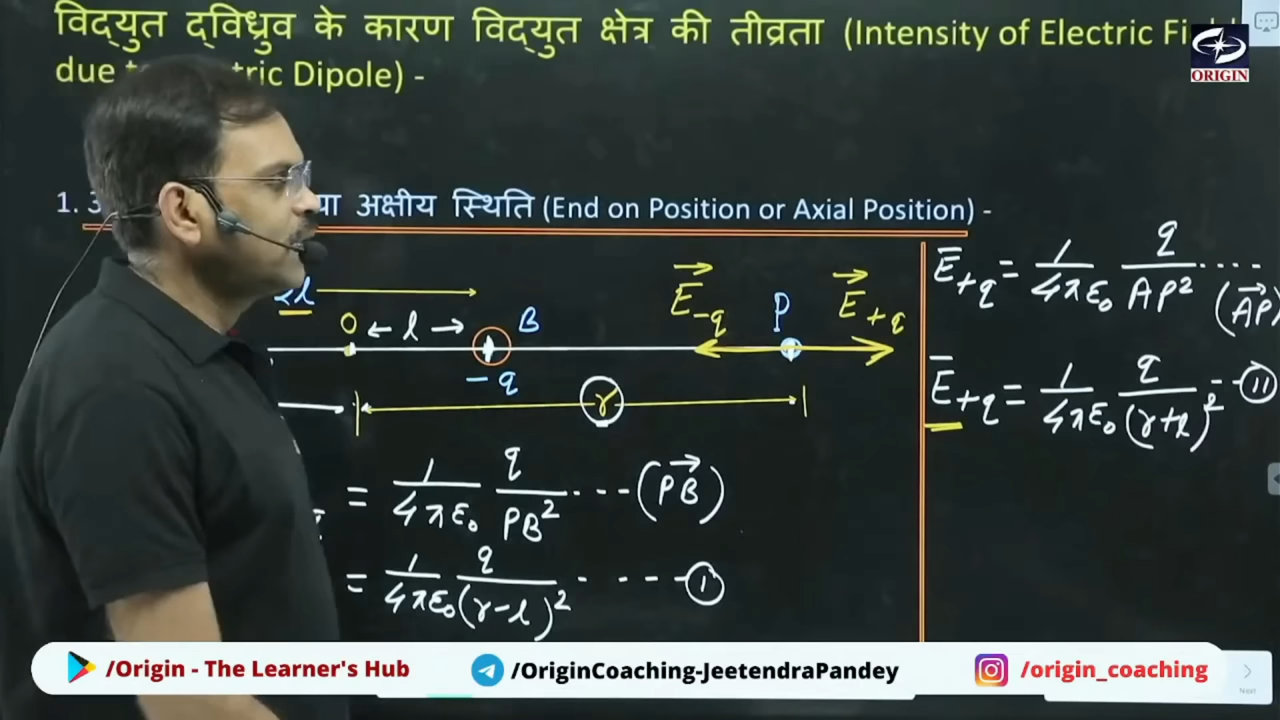 विद्युत द्विध्रुव के कारण विद्युत क्षेत्र की तीव्रता (Intensity of Electric Fi
due Dipole) -
ORIGIN
1. अक्षीय स्थिति (End on Position or Axial Position) -
2l
O ← l → B
-q
E⃗₋q P E⃗₊q
r
= 1/4πε₀ q/PB² ....(P⃗B)
= 1/4πε₀ q/(r-l)² .....①
E̅₊q = 1/4πε₀ q/AP² .... (A⃗P)
E̅₊q = 1/4πε₀ q/(r+l)² -⑪
/Origin - The Learner's Hub
/OriginCoaching-JeetendraPandey
/origin_coaching
Next